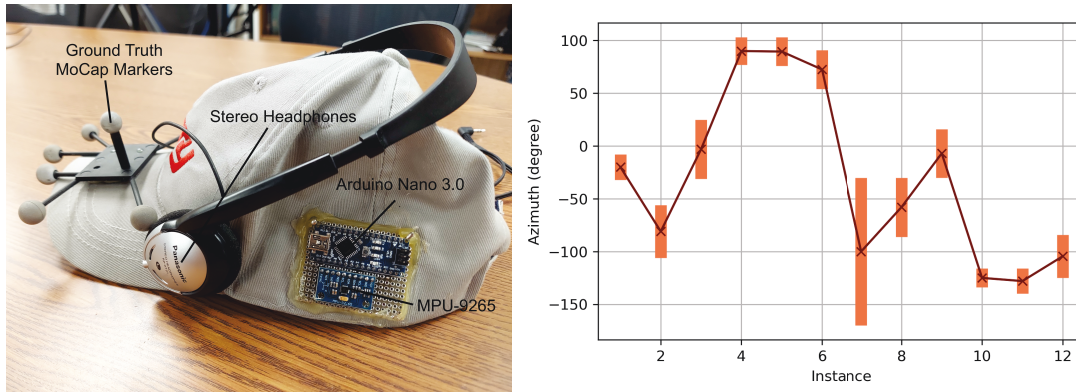 Ground Truth
MoCap Markers
Stereo Headphones
Arduino Nano 3.0
Panasonic
MPU-9265
100
50
0
−50
−100
−150
Azimuth (degree)
2
4
6
8
10
12
Instance